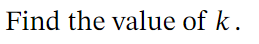 Find the value of k.